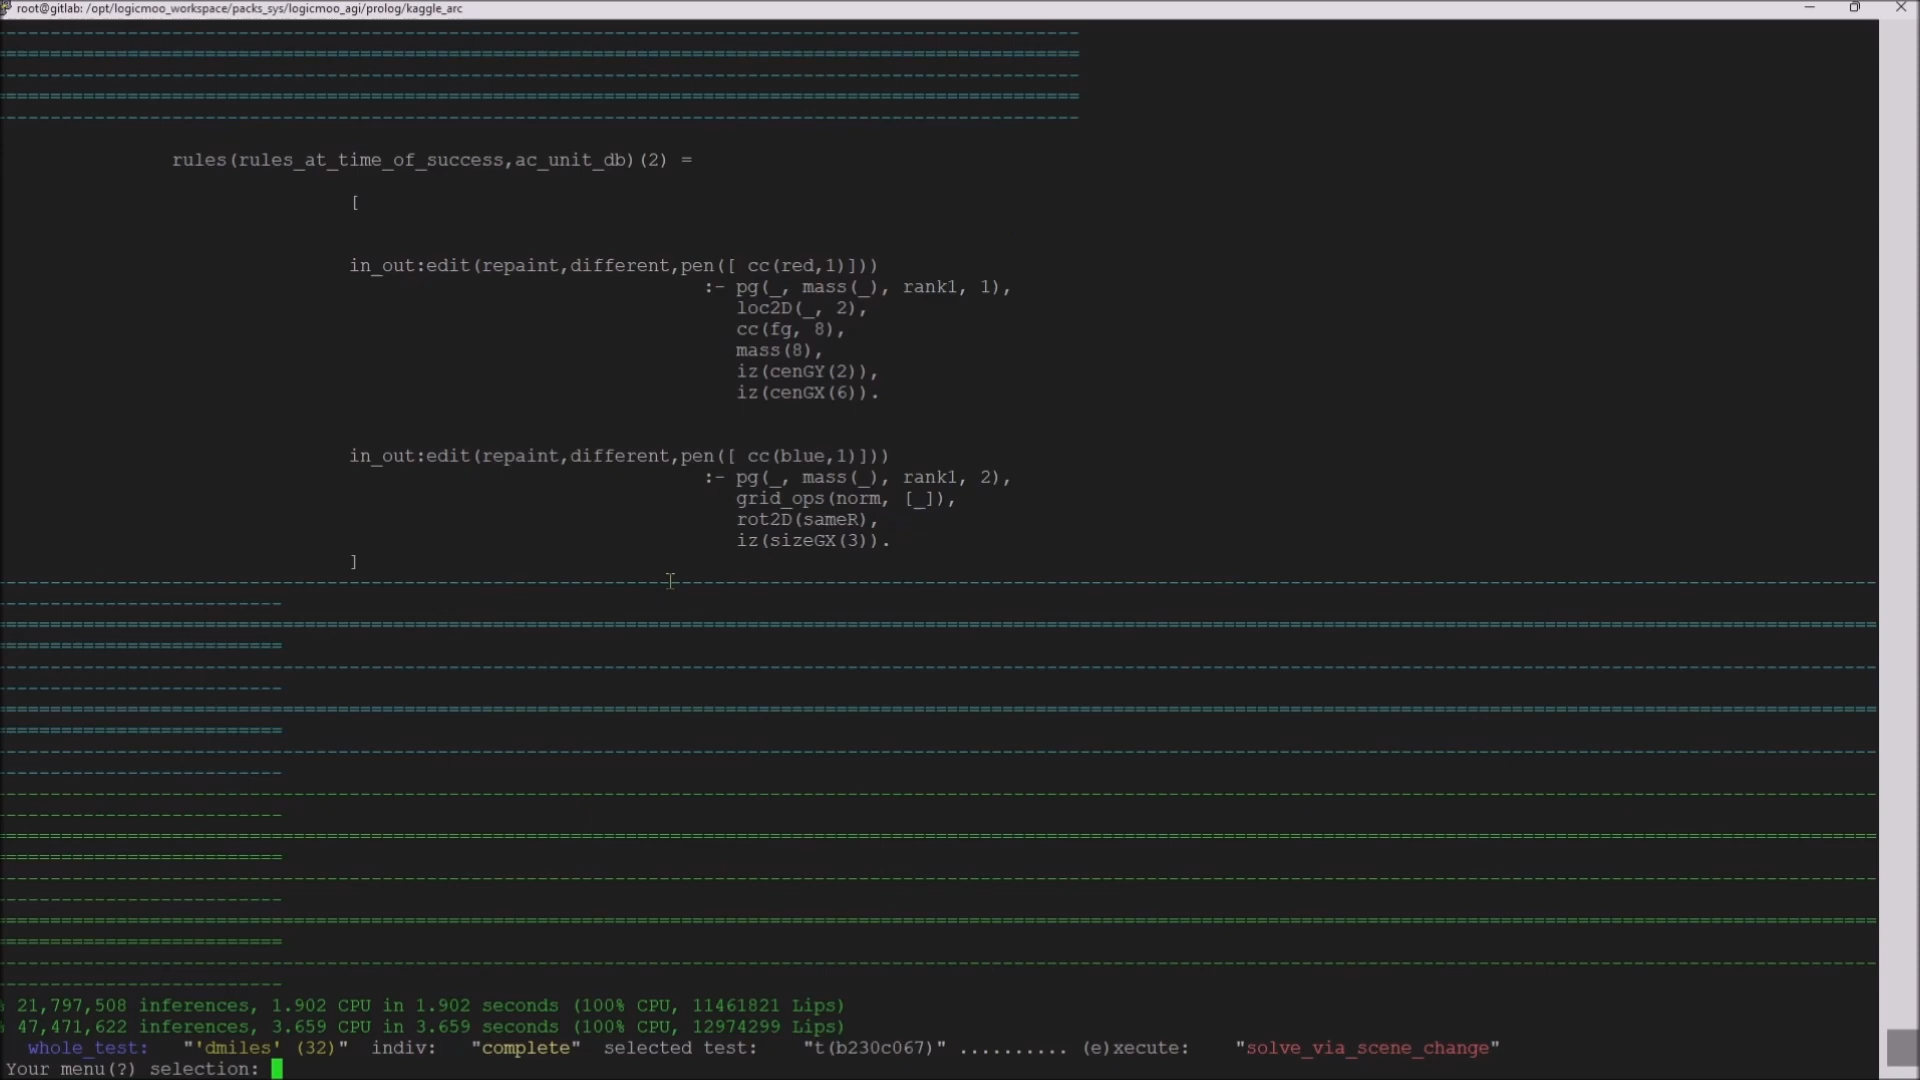 root@gitlab: /opt/logicmoo_workspace/packs_sys/logicmoo_agi/prolog/kaggle_arc
rules(rules_at_time_of_success,ac_unit_db)(2) =
[
in_out:edit(repaint,different,pen([ cc(red,1)]))
:- pg(_, mass(_), rank1, 1),
loc2D(_, 2),
cc(fg, 8),
mass(8),
iz(cenGY(2)),
iz(cenGX(6)).
in_out:edit(repaint,different,pen([ cc(blue,1)]))
:- pg(_, mass(_), rank1, 2),
grid_ops(norm, [_]),
rot2D(sameR),
iz(sizeGX(3)).
]
% 21,797,508 inferences, 1.902 CPU in 1.902 seconds (100% CPU, 11461821 Lips)
% 47,471,622 inferences, 3.659 CPU in 3.659 seconds (100% CPU, 12974299 Lips)
whole_test: "'dmiles' (32)" indiv: "complete" selected test: "t(b230c067)" .......... (e)xecute: "solve_via_scene_change"
Your menu(?) selection: